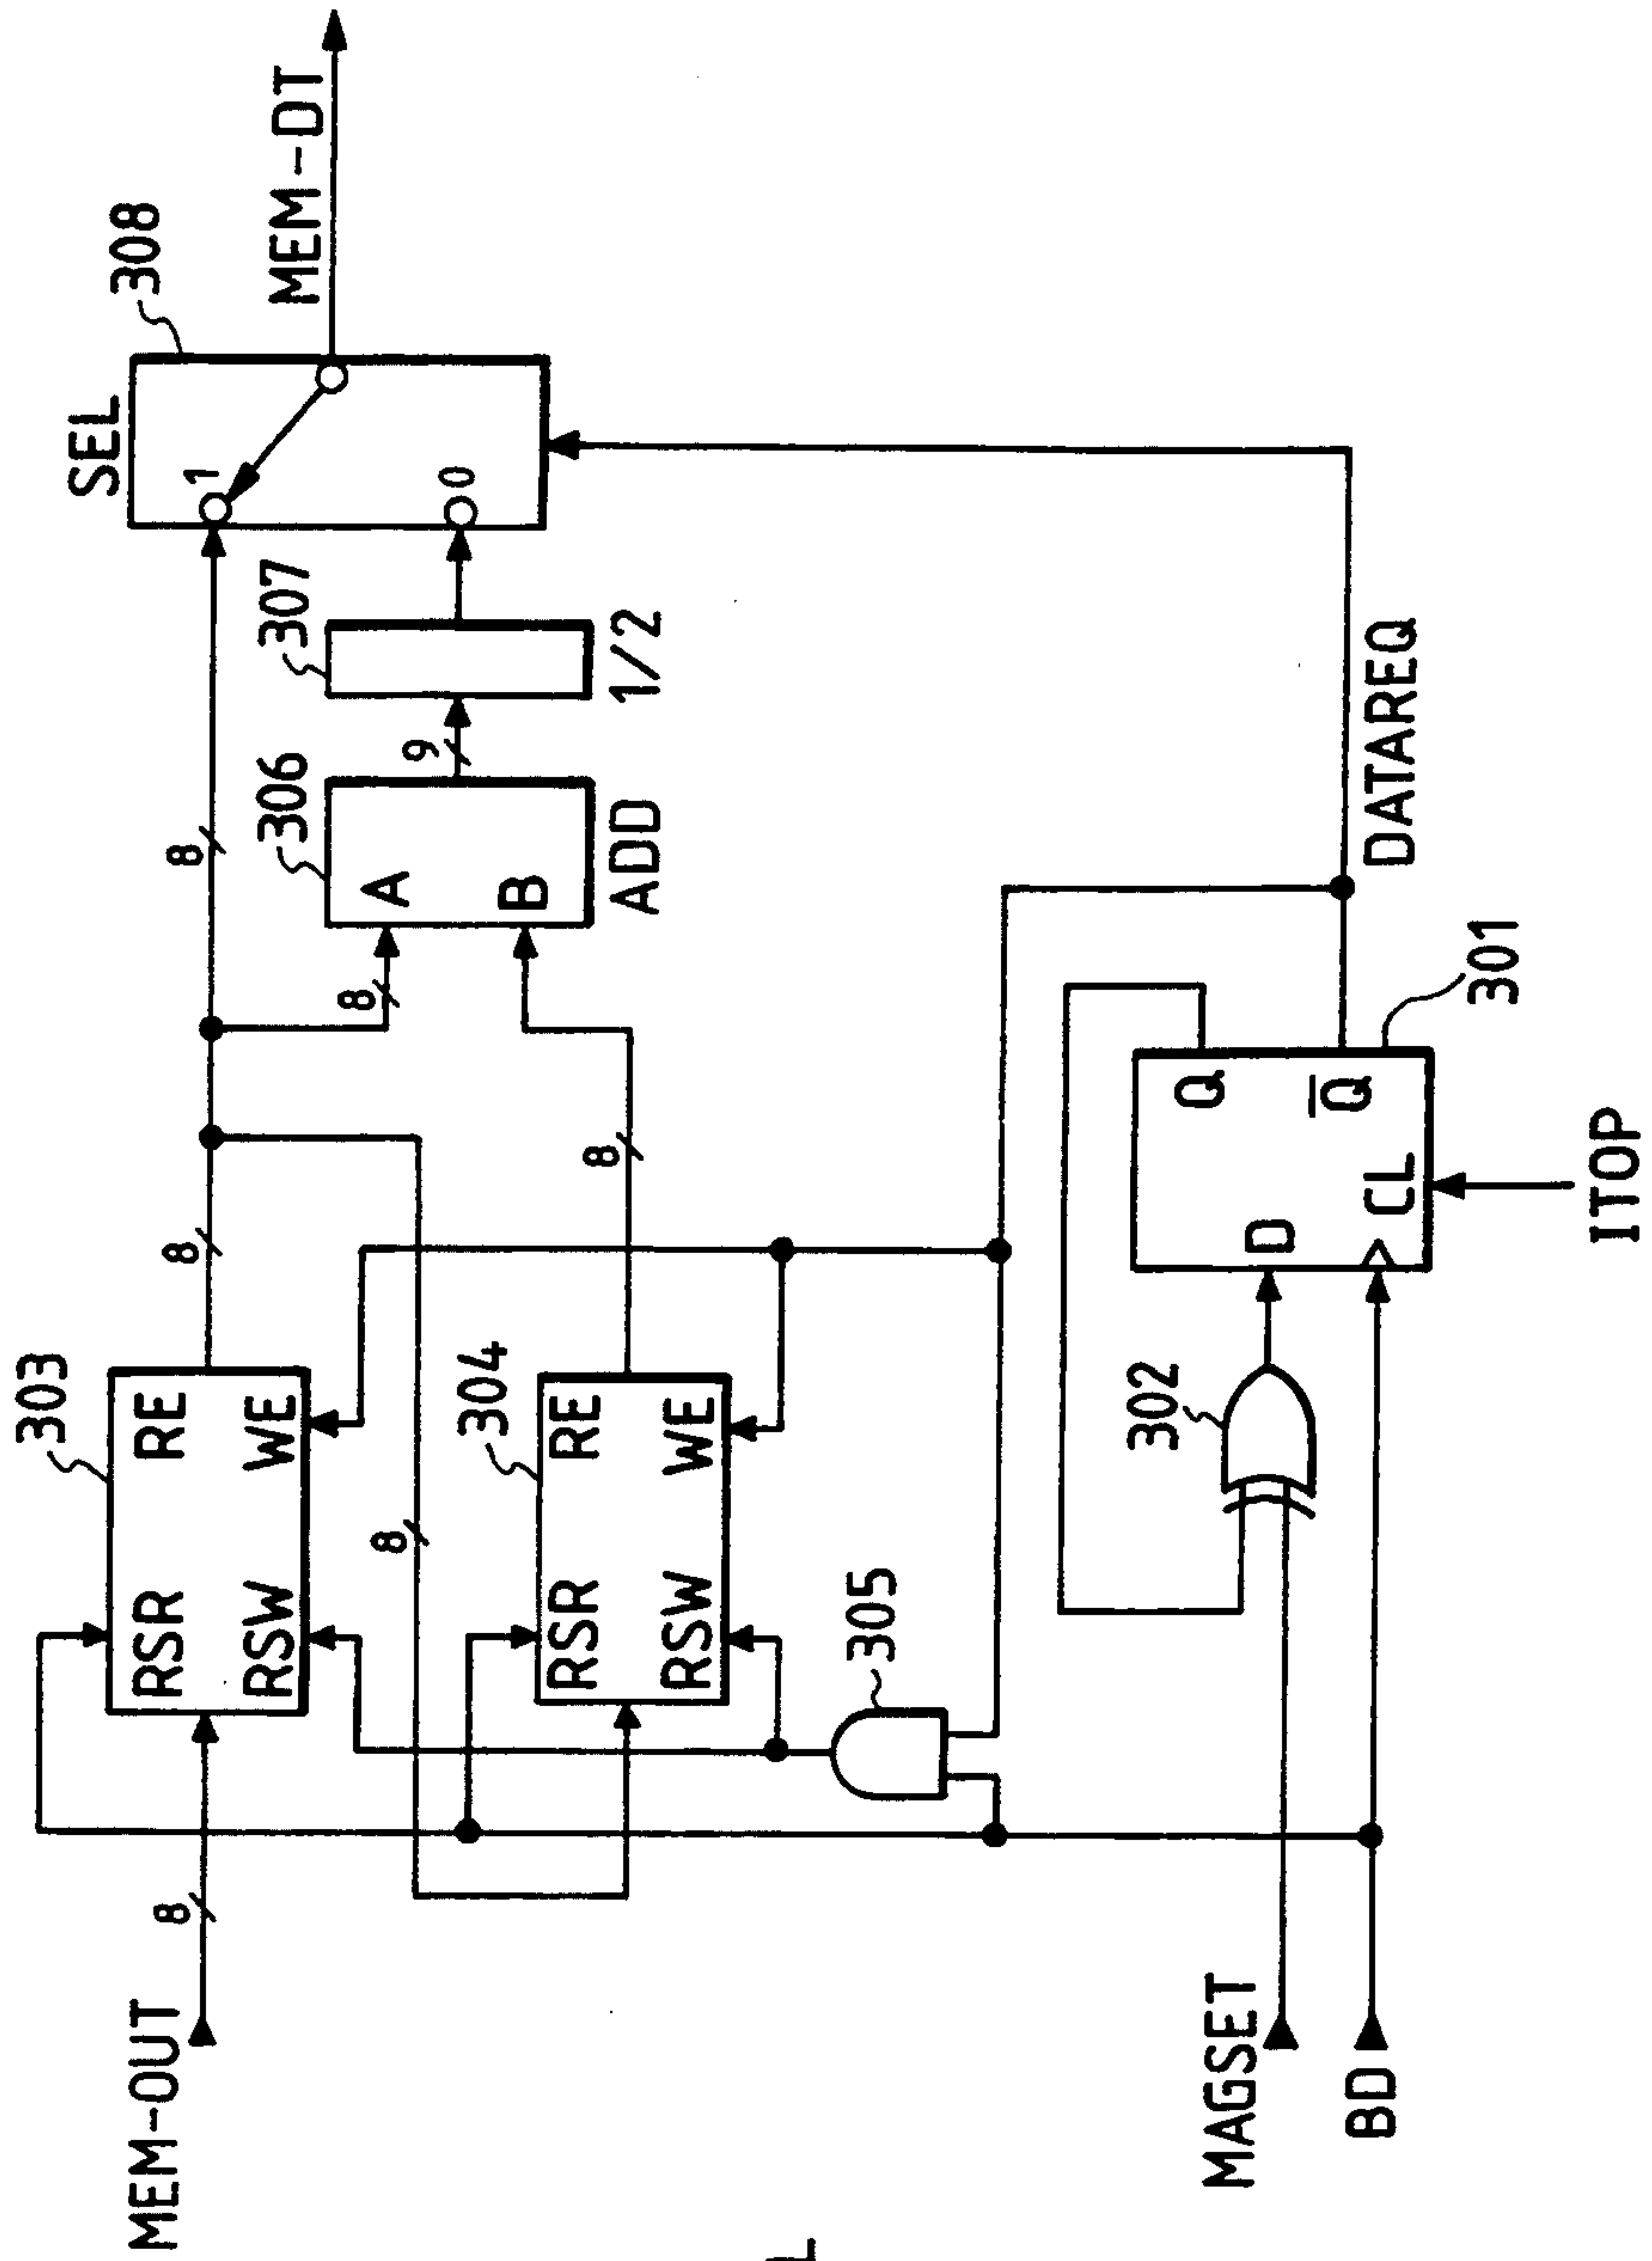 MEM-OUT
8
303
RSR
RE
RSW
WE
8
8
SEL
308
1
0
MEM-DT
8
304
RSR
RE
RSW
WE
8
8
306
A
B
ADD
9
307
1/2
305
MAGSET
BD
302
D
Q
Q
CL
301
DATAREQ
IITOP